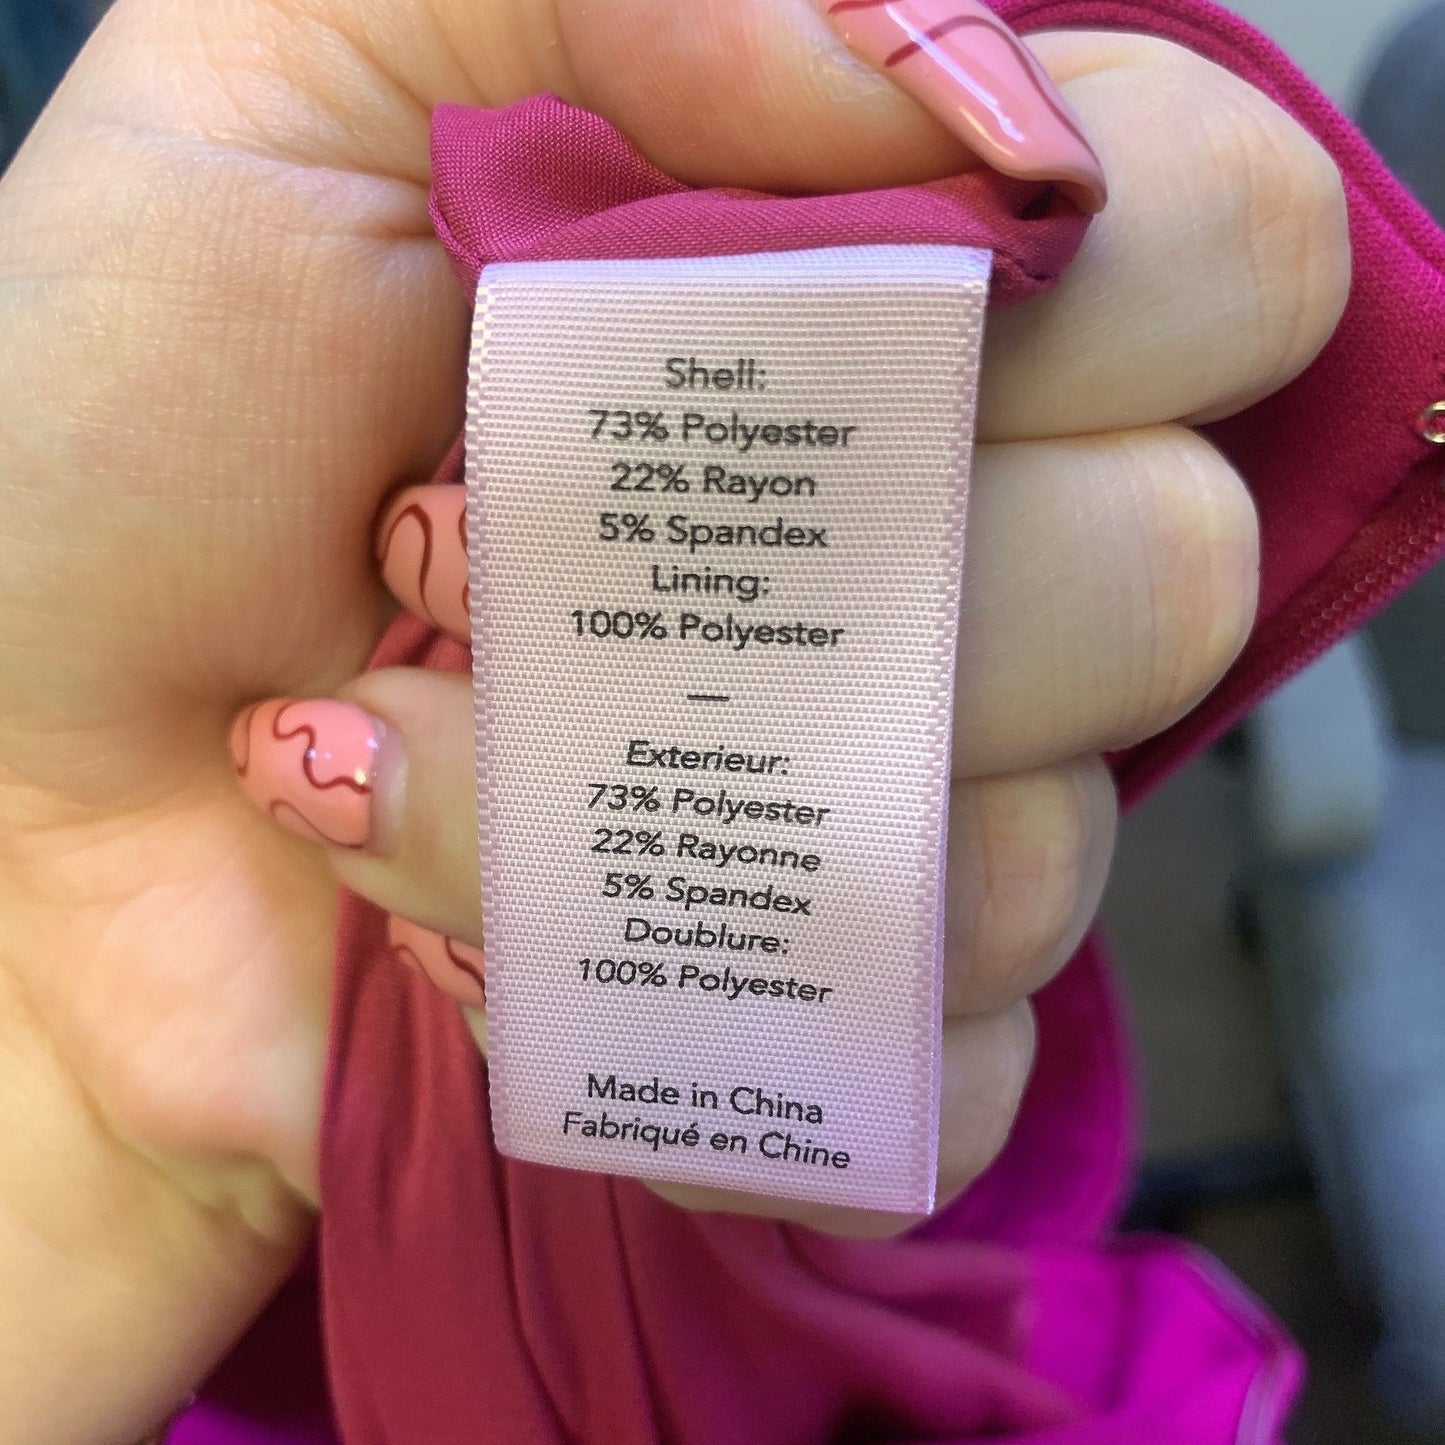 Shell:
73% Polyester
22% Rayon
5% Spandex
Lining:
100% Polyester
—
Exterieur:
73% Polyester
22% Rayonne
5% Spandex
Doublure:
100% Polyester
Made in China
Fabriqué en Chine